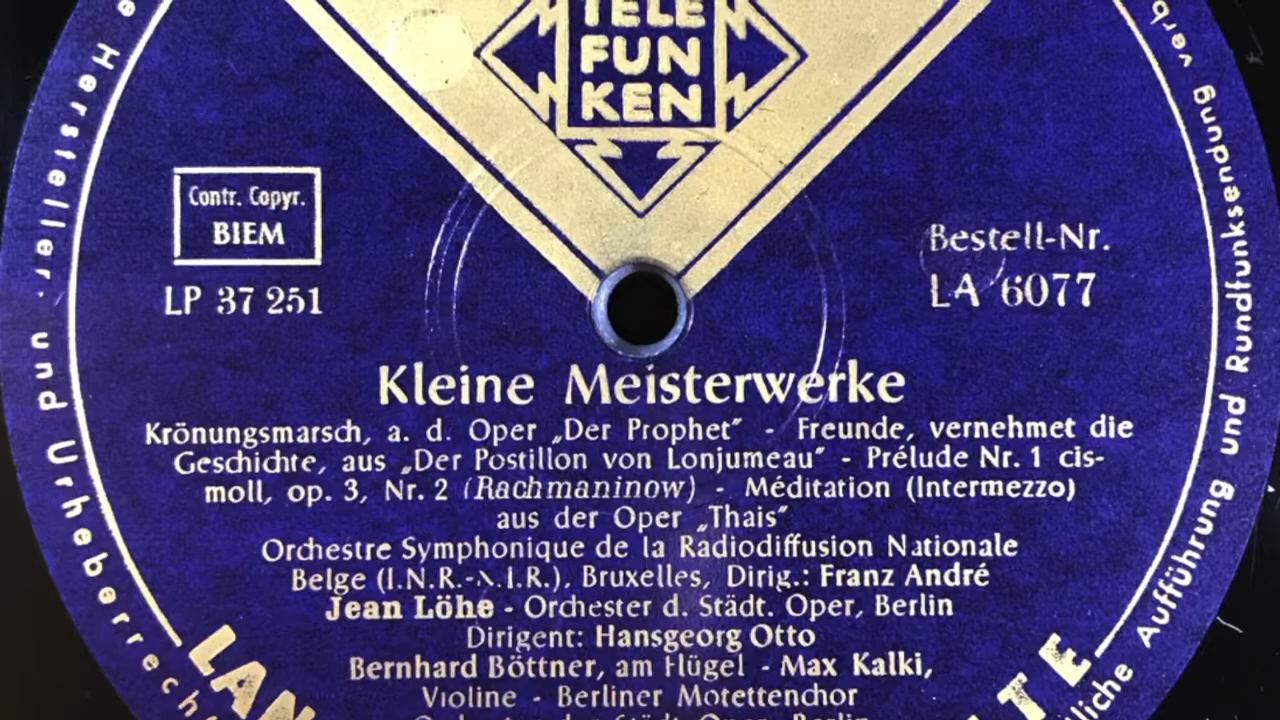 TELE
FUN
KEN
Contr. Copyr.
BIEM
LP 37 251
Bestell-Nr.
LA 6077
Kleine Meisterwerke
Krönungsmarsch, a. d. Oper „Der Prophet" - Freunde, vernehmet die
Geschichte, aus „Der Postillon von Lonjumeau" - Prélude Nr. 1 cis-
moll, op. 3, Nr. 2 (Rachmaninow) - Méditation (Intermezzo)
aus der Oper „Thais"
Orchestre Symphonique de la Radiodiffusion Nationale
Belge (I.N.R.-N.I.R.), Bruxelles, Dirig.: Franz André
Jean Löhe - Orchester d. Städt. Oper, Berlin
Dirigent: Hansgeorg Otto
Bernhard Böttner, am Flügel - Max Kalki,
Violine - Berliner Motettenchor
Hersteller. und
Aufführung und Rundfunksendung